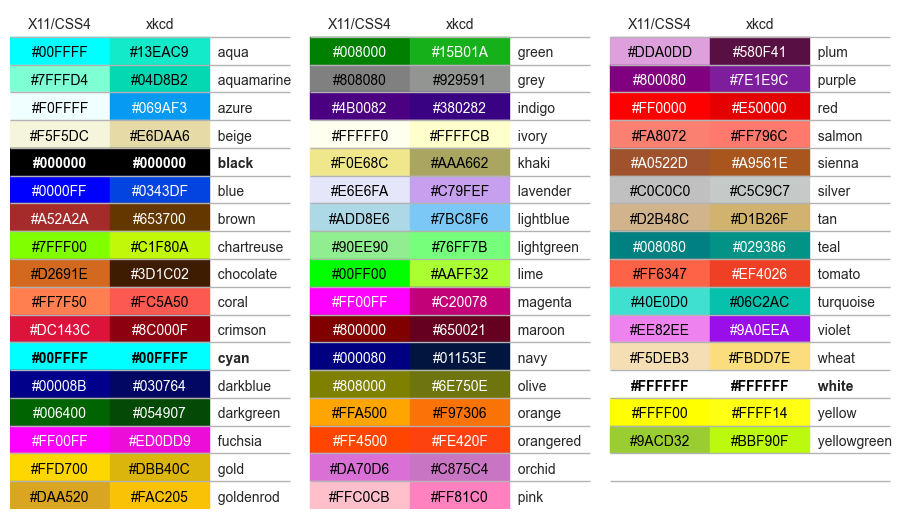 X11/CSS4 xkcd
#00FFFF #13EAC9 aqua
#7FFFD4 #04D8B2 aquamarine
#F0FFFF #069AF3 azure
#F5F5DC #E6DAA6 beige
#000000 #000000 black
#0000FF #0343DF blue
#A52A2A #653700 brown
#7FFF00 #C1F80A chartreuse
#D2691E #3D1C02 chocolate
#FF7F50 #FC5A50 coral
#DC143C #8C000F crimson
#00FFFF #00FFFF cyan
#00008B #030764 darkblue
#006400 #054907 darkgreen
#FF00FF #ED0DD9 fuchsia
#FFD700 #DBB40C gold
#DAA520 #FAC205 goldenrod
X11/CSS4 xkcd
#008000 #15B01A green
#808080 #929591 grey
#4B0082 #380282 indigo
#FFFFF0 #FFFFCB ivory
#F0E68C #AAA662 khaki
#E6E6FA #C79FEF lavender
#ADD8E6 #7BC8F6 lightblue
#90EE90 #76FF7B lightgreen
#00FF00 #AAFF32 lime
#FF00FF #C20078 magenta
#800000 #650021 maroon
#000080 #01153E navy
#808000 #6E750E olive
#FFA500 #F97306 orange
#FF4500 #FE420F orangered
#DA70D6 #C875C4 orchid
#FFC0CB #FF81C0 pink
X11/CSS4 xkcd
#DDA0DD #580F41 plum
#800080 #7E1E9C purple
#FF0000 #E50000 red
#FA8072 #FF796C salmon
#A0522D #A9561E sienna
#C0C0C0 #C5C9C7 silver
#D2B48C #D1B26F tan
#008080 #029386 teal
#FF6347 #EF4026 tomato
#40E0D0 #06C2AC turquoise
#EE82EE #9A0EEA violet
#F5DEB3 #FBDD7E wheat
#FFFFFF #FFFFFF white
#FFFF00 #FFFF14 yellow
#9ACD32 #BBF90F yellowgreen